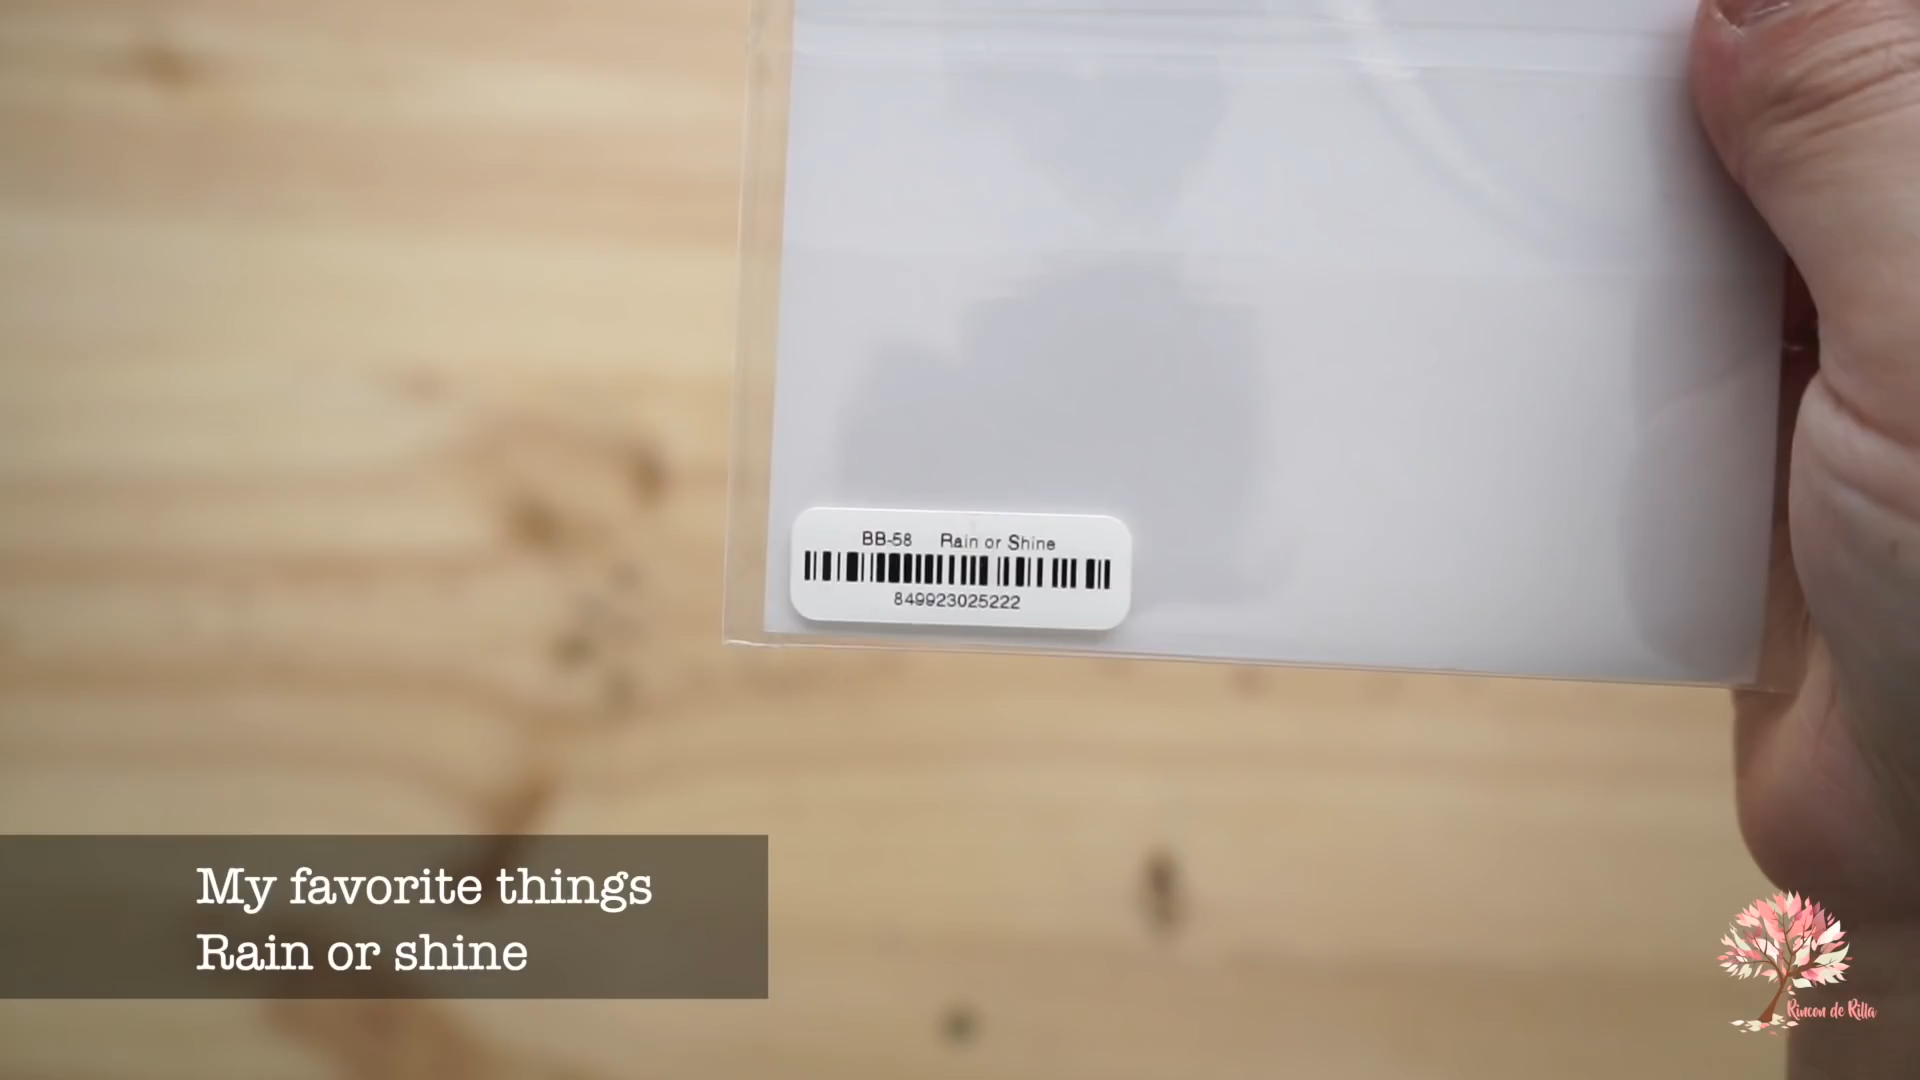 BB-58 Rain or Shine
849923025222
My favorite things
Rain or shine
Rincon de Rilla